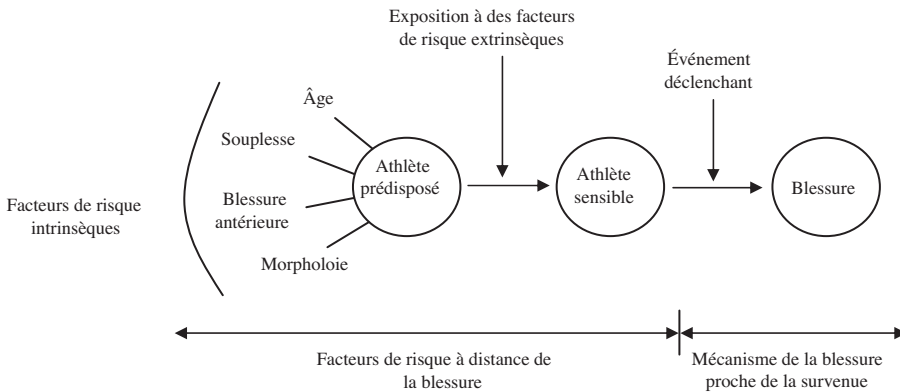 Exposition à des facteurs
de risque extrinsèques
Événement
déclenchant
Âge
Souplesse
Athlète
prédisposé
Athlète
sensible
Blessure
Blessure
antérieure
Facteurs de risque
intrinsèques
Morpholoie
Facteurs de risque à distance de
la blessure
Mécanisme de la blessure
proche de la survenue